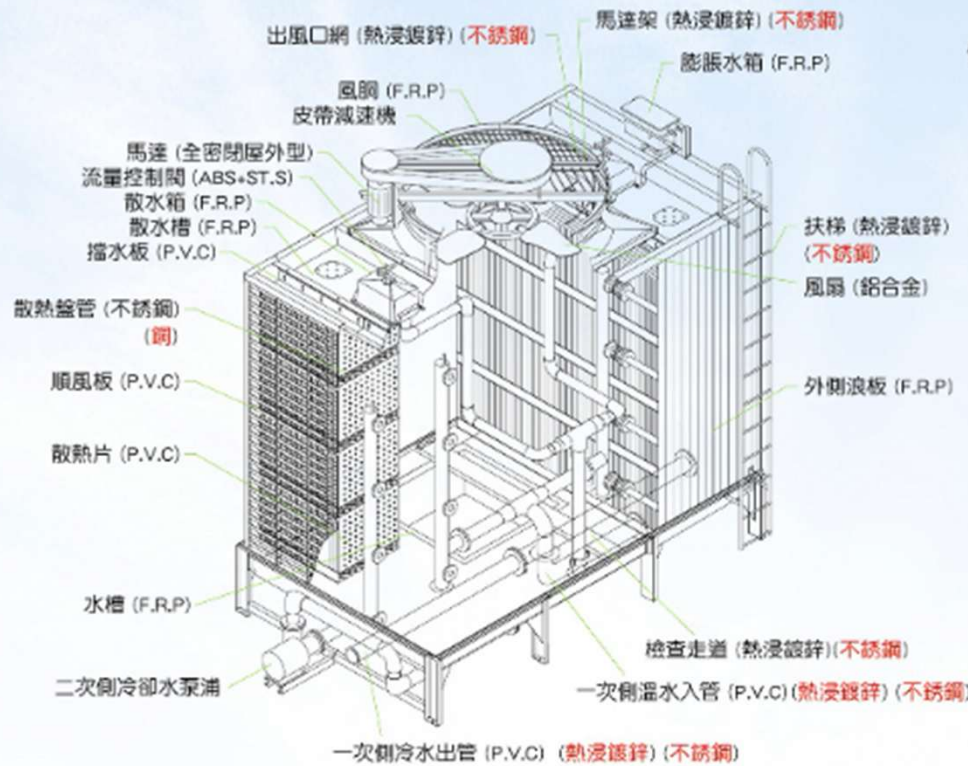 出風口網 (熱浸鍍鋅) (不銹鋼)
馬達架 (熱浸鍍鋅) (不銹鋼)
膨脹水箱 (F.R.P)
風胴 (F.R.P)
皮帶減速機
馬達 (全密閉屋外型)
流量控制閥 (ABS+ST.S)
散水箱 (F.R.P)
散水槽 (F.R.P)
擋水板 (P.V.C)
散熱盤管 (不銹鋼)
(銅)
順風板 (P.V.C)
散熱片 (P.V.C)
水槽 (F.R.P)
二次側冷卻水泵浦
一次側冷水出管 (P.V.C) (熱浸鍍鋅) (不銹鋼)
扶梯 (熱浸鍍鋅)
(不銹鋼)
風扇 (鋁合金)
外側浪板 (F.R.P)
檢查走道 (熱浸鍍鋅)(不銹鋼)
一次側溫水入管 (P.V.C)(熱浸鍍鋅) (不銹鋼)